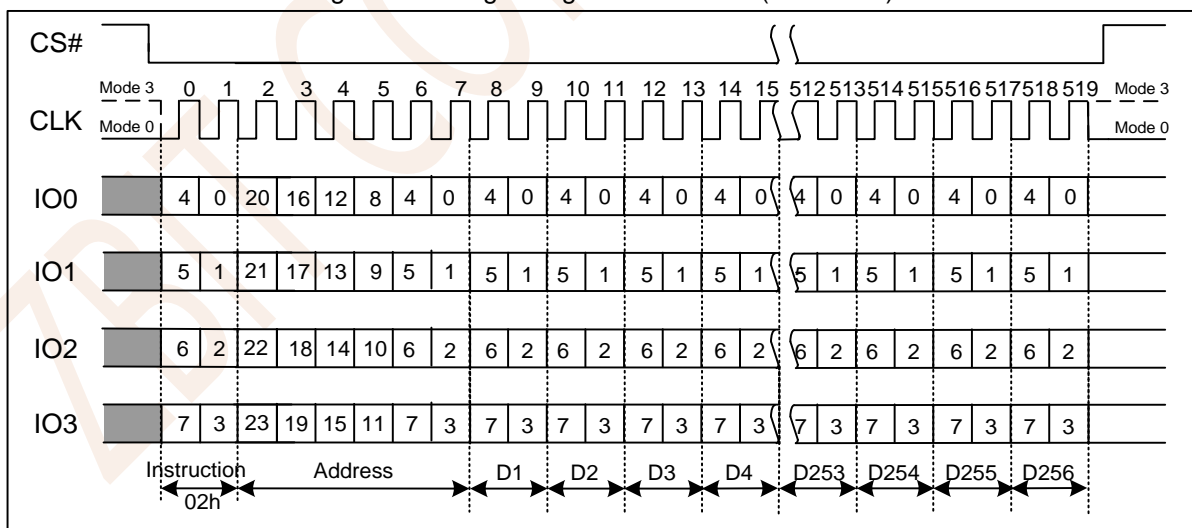 CS#
Mode 3 0 1 2 3 4 5 6 7 8 9 10 11 12 13 14 15 512 513 514 515 516 517 518 519 Mode 3
CLK Mode 0 Mode 0
IO0 4 0 20 16 12 8 4 0 4 0 4 0 4 0 4 0 4 0 4 0 4 0 4 0
IO1 5 1 21 17 13 9 5 1 5 1 5 1 5 1 5 1 5 1 5 1 5 1 5 1
IO2 6 2 22 18 14 10 6 2 6 2 6 2 6 2 6 2 6 2 6 2 6 2 6 2
IO3 7 3 23 19 15 11 7 3 7 3 7 3 7 3 7 3 7 3 7 3 7 3 7 3
Instruction Address D1 D2 D3 D4 D253 D254 D255 D256
02h